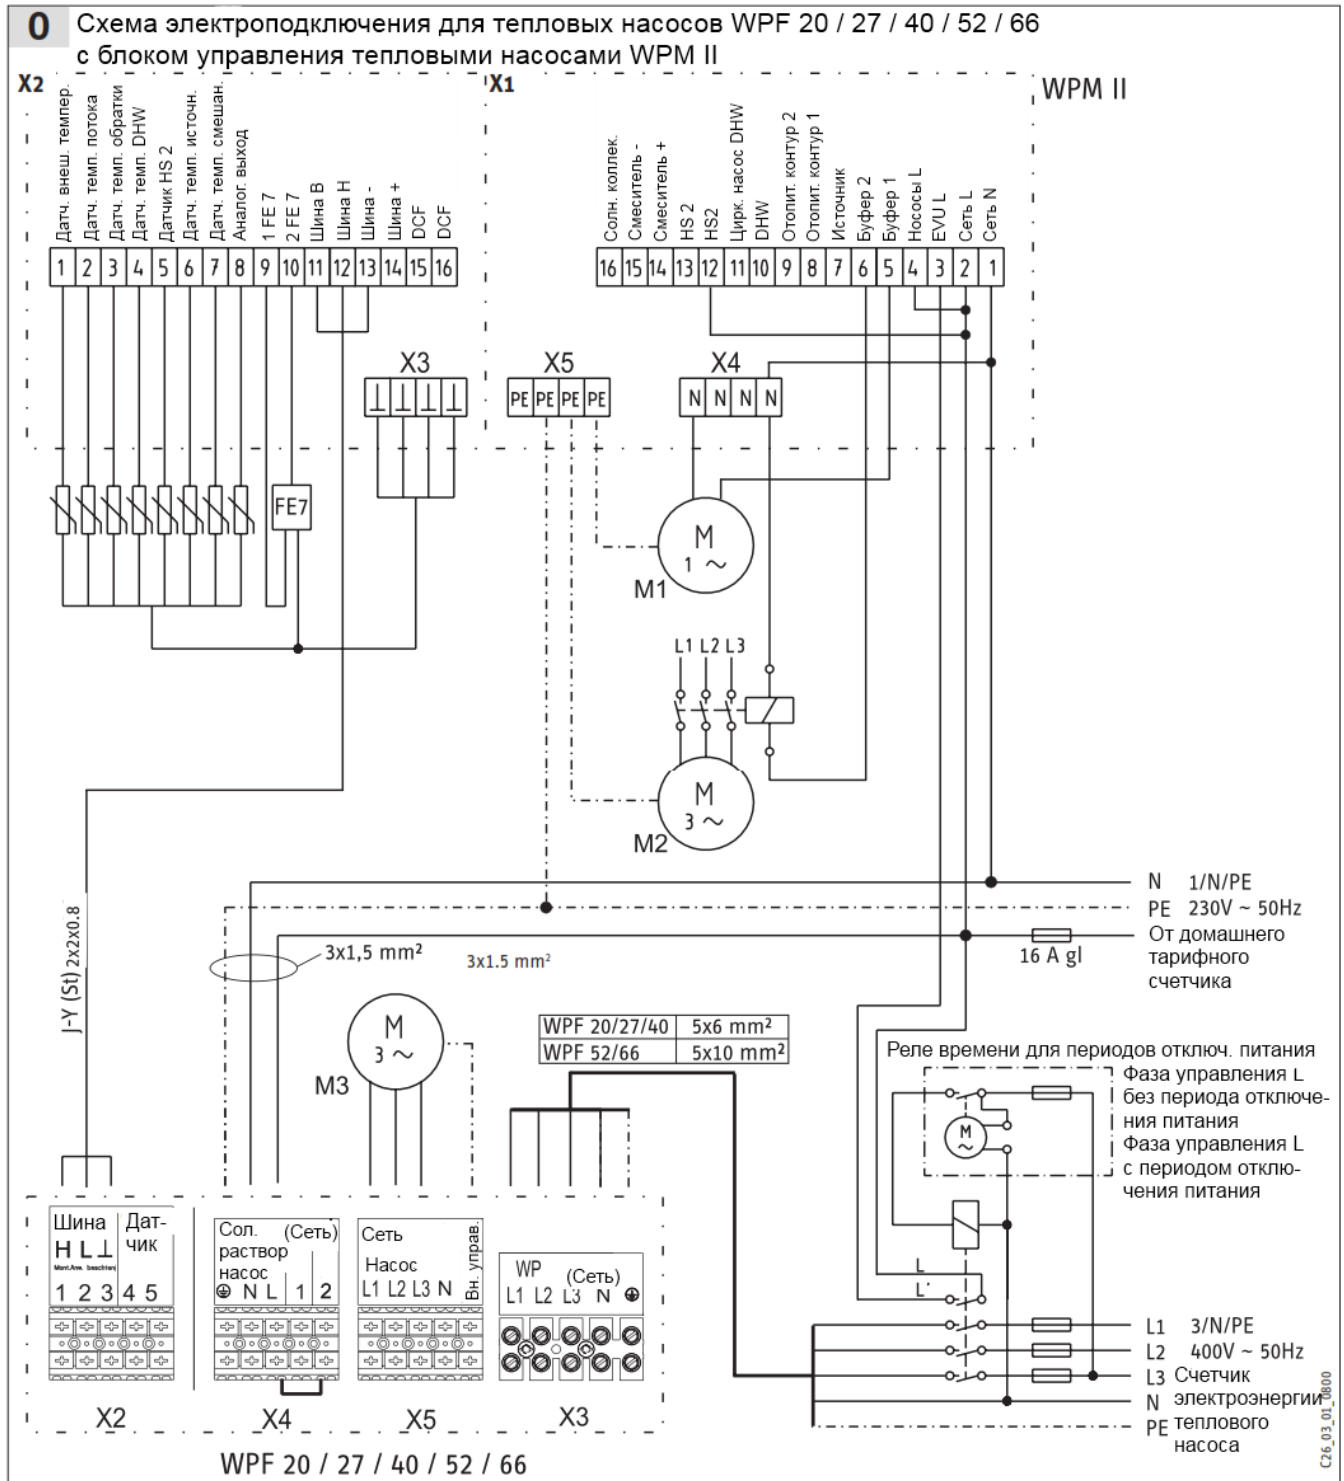 0 Схема электроподключения для тепловых насосов WPF 20 / 27 / 40 / 52 / 66
с блоком управления тепловыми насосами WPM II
X2
X1
WPM II
Датч. внеш. темпер.
Датч. темп. потока
Датч. темп. обратки
Датч. темп. DHW
Датчик HS 2
Датч. темп. источн.
Датч. темп. смешан.
Аналог. выход
1 FE 7
2 FE 7
Шина B
Шина H
Шина -
Шина +
DCF
DCF
1 2 3 4 5 6 7 8 9 10 11 12 13 14 15 16
Солн. коллек.
Смеситель -
Смеситель +
HS 2
HS2
Цирк. насос DHW
DHW
Отопит. контур 2
Отопит. контур 1
Источник
Буфер 2
Буфер 1
Нососы L
EVU L
Сеть L
Сеть N
16 15 14 13 12 11 10 9 8 7 6 5 4 3 2 1
X3
X5
PE PE PE PE
X4
N N N N
FE7
M
1 ~
M1
L1 L2 L3
M
3 ~
M2
N 1/N/PE
PE 230V ~ 50Hz
От домашнего
тарифного
счетчика
16 A gl
J-Y (St) 2x2x0.8
3x1,5 mm²
3x1.5 mm²
M
3 ~
M3
WPF 20/27/40 5x6 mm²
WPF 52/66 5x10 mm²
Реле времени для периодов отключ. питания
Фаза управления L
без периода отключе-
ния питания
Фаза управления L
с периодом отклю-
чения питания
M
~
L
L'
L1 3/N/PE
L2 400V ~ 50Hz
L3 Счетчик
N электроэнергии
PE теплового
насоса
Шина
H L ⊥
Mont.Anw. beachten!
Дат-
чик
1 2 3 4 5
X2
Сол.
раствор
насос
(Сеть)
N L 1 2
X4
Сеть
Насос
L1 L2 L3 N
Вн. управ.
X5
WP
(Сеть)
L1 L2 L3 N
X3
WPF 20 / 27 / 40 / 52 / 66
C26_03_01_0800